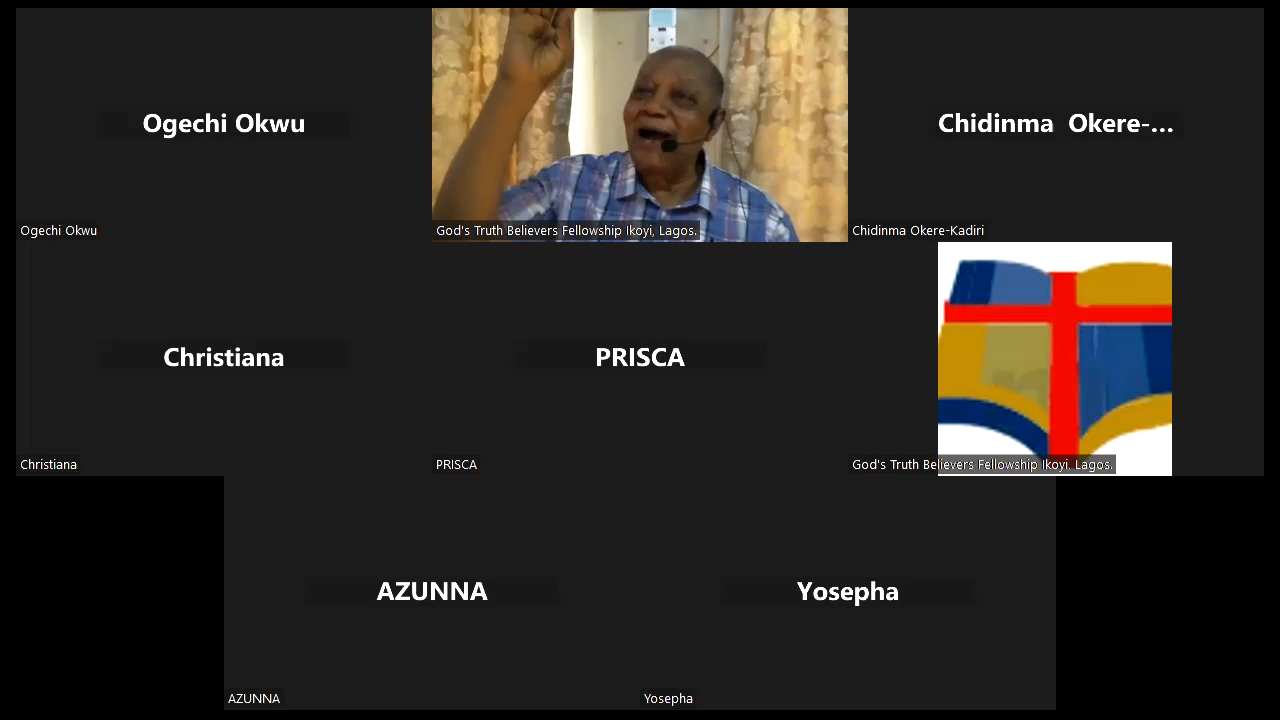 Ogechi Okwu
Chidinma Okere-...
Ogechi Okwu
God's Truth Believers Fellowship Ikoyi, Lagos.
Chidinma Okere-Kadiri
Christiana
PRISCA
Christiana
PRISCA
God's Truth Believers Fellowship Ikoyi, Lagos.
AZUNNA
Yosepha
AZUNNA
Yosepha